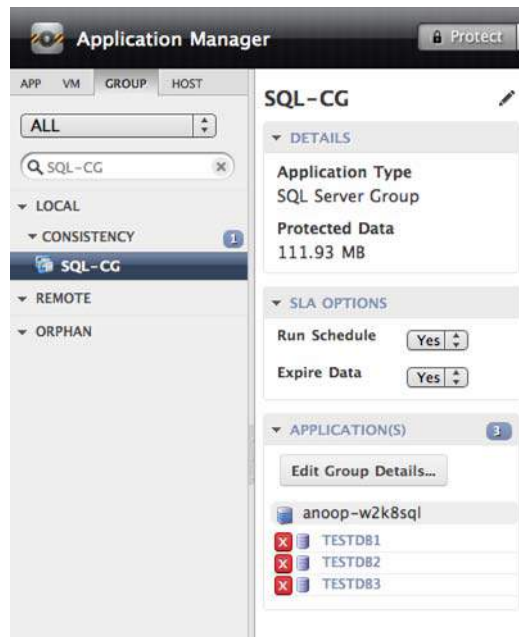 Application Manager
Protect
APP VM GROUP HOST
ALL
SQL-CG
LOCAL
CONSISTENCY 1
SQL-CG
REMOTE
ORPHAN
SQL-CG
DETAILS
Application Type
SQL Server Group
Protected Data
111.93 MB
SLA OPTIONS
Run Schedule Yes
Expire Data Yes
APPLICATION(S) 3
Edit Group Details...
anoop-w2k8sql
TESTDB1
TESTDB2
TESTDB3